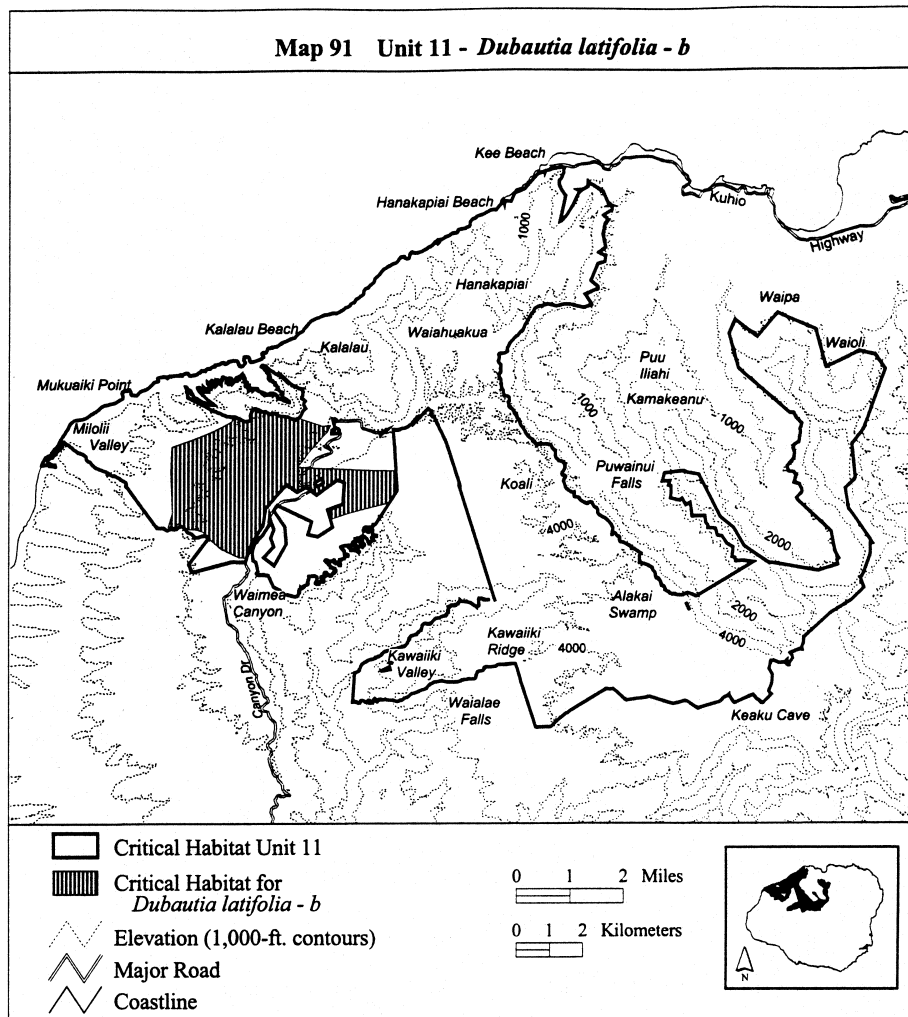 Map 91 Unit 11 - Dubautia latifolia - b
Kee Beach
Hanakapiai Beach
Kuhio
Highway
1000
Hanakapiai
Waipa
Kalalau Beach
Waiahuakua
Kalalau
Waioli
Puu
Iliahi
Mukuaiki Point
Kamakeanu
1000
1000
Milolii
Valley
Puwainui
Falls
Koali
4000
2000
Waimea
Canyon
Alakai
Swamp
2000
4000
Kawaiiki
Ridge
4000
Kawaiiki
Valley
Canyon Dr
Waialae
Falls
Keaku Cave
Critical Habitat Unit 11
Critical Habitat for
Dubautia latifolia - b
Elevation (1,000-ft. contours)
Major Road
Coastline
0 1 2 Miles
0 1 2 Kilometers
N